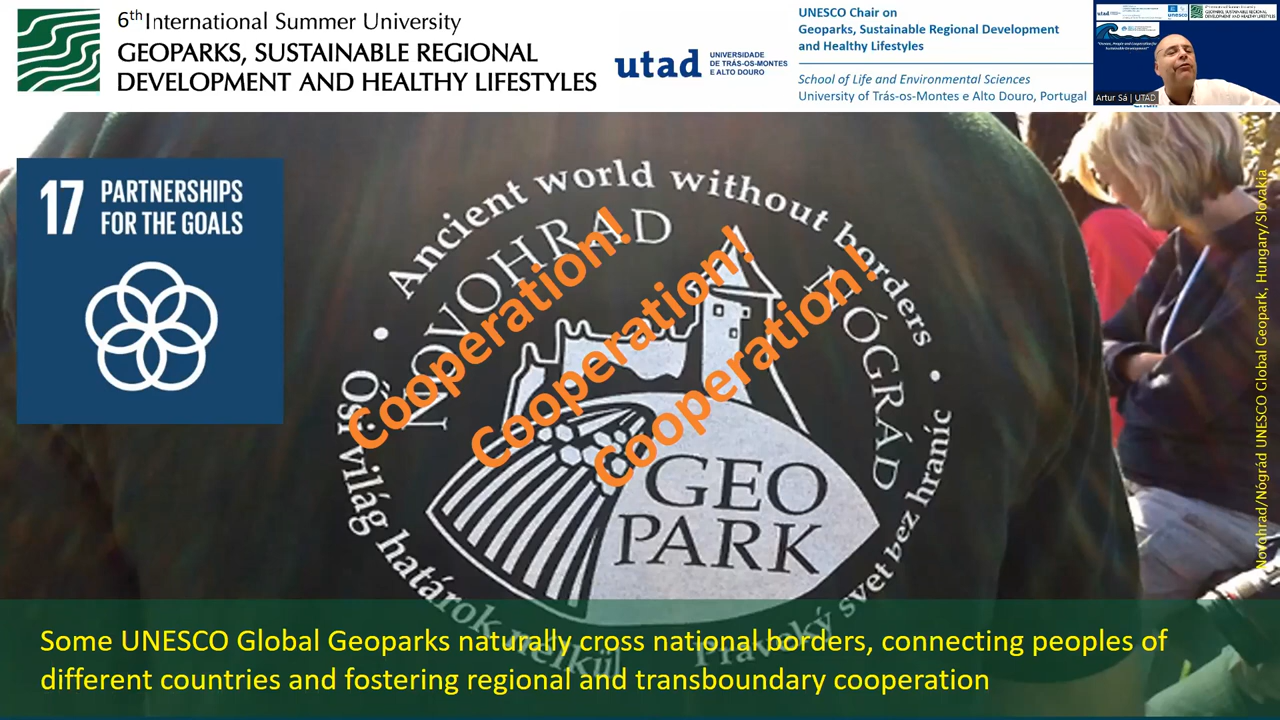 6th International Summer University
GEOPARKS, SUSTAINABLE REGIONAL
DEVELOPMENT AND HEALTHY LIFESTYLES
utad
UNIVERSIDADE
DE TRÁS-OS-MONTES
E ALTO DOURO
UNESCO Chair on
Geoparks, Sustainable Regional Development
and Healthy Lifestyles
School of Life and Environmental Sciences
University of Trás-os-Montes e Alto Douro, Portugal
Artur Sá | UTAD
17 PARTNERSHIPS
FOR THE GOALS
Ancient world without borders
NOVOHRAD
NÓGRÁD
Cooperation!
Cooperation!
Cooperation!
GEO
PARK
Ősvilág határok nélkül
Praveký svet bez hraníc
Novohrad/Nógrád UNESCO Global Geopark, Hungary/Slovakia
Some UNESCO Global Geoparks naturally cross national borders, connecting peoples of
different countries and fostering regional and transboundary cooperation